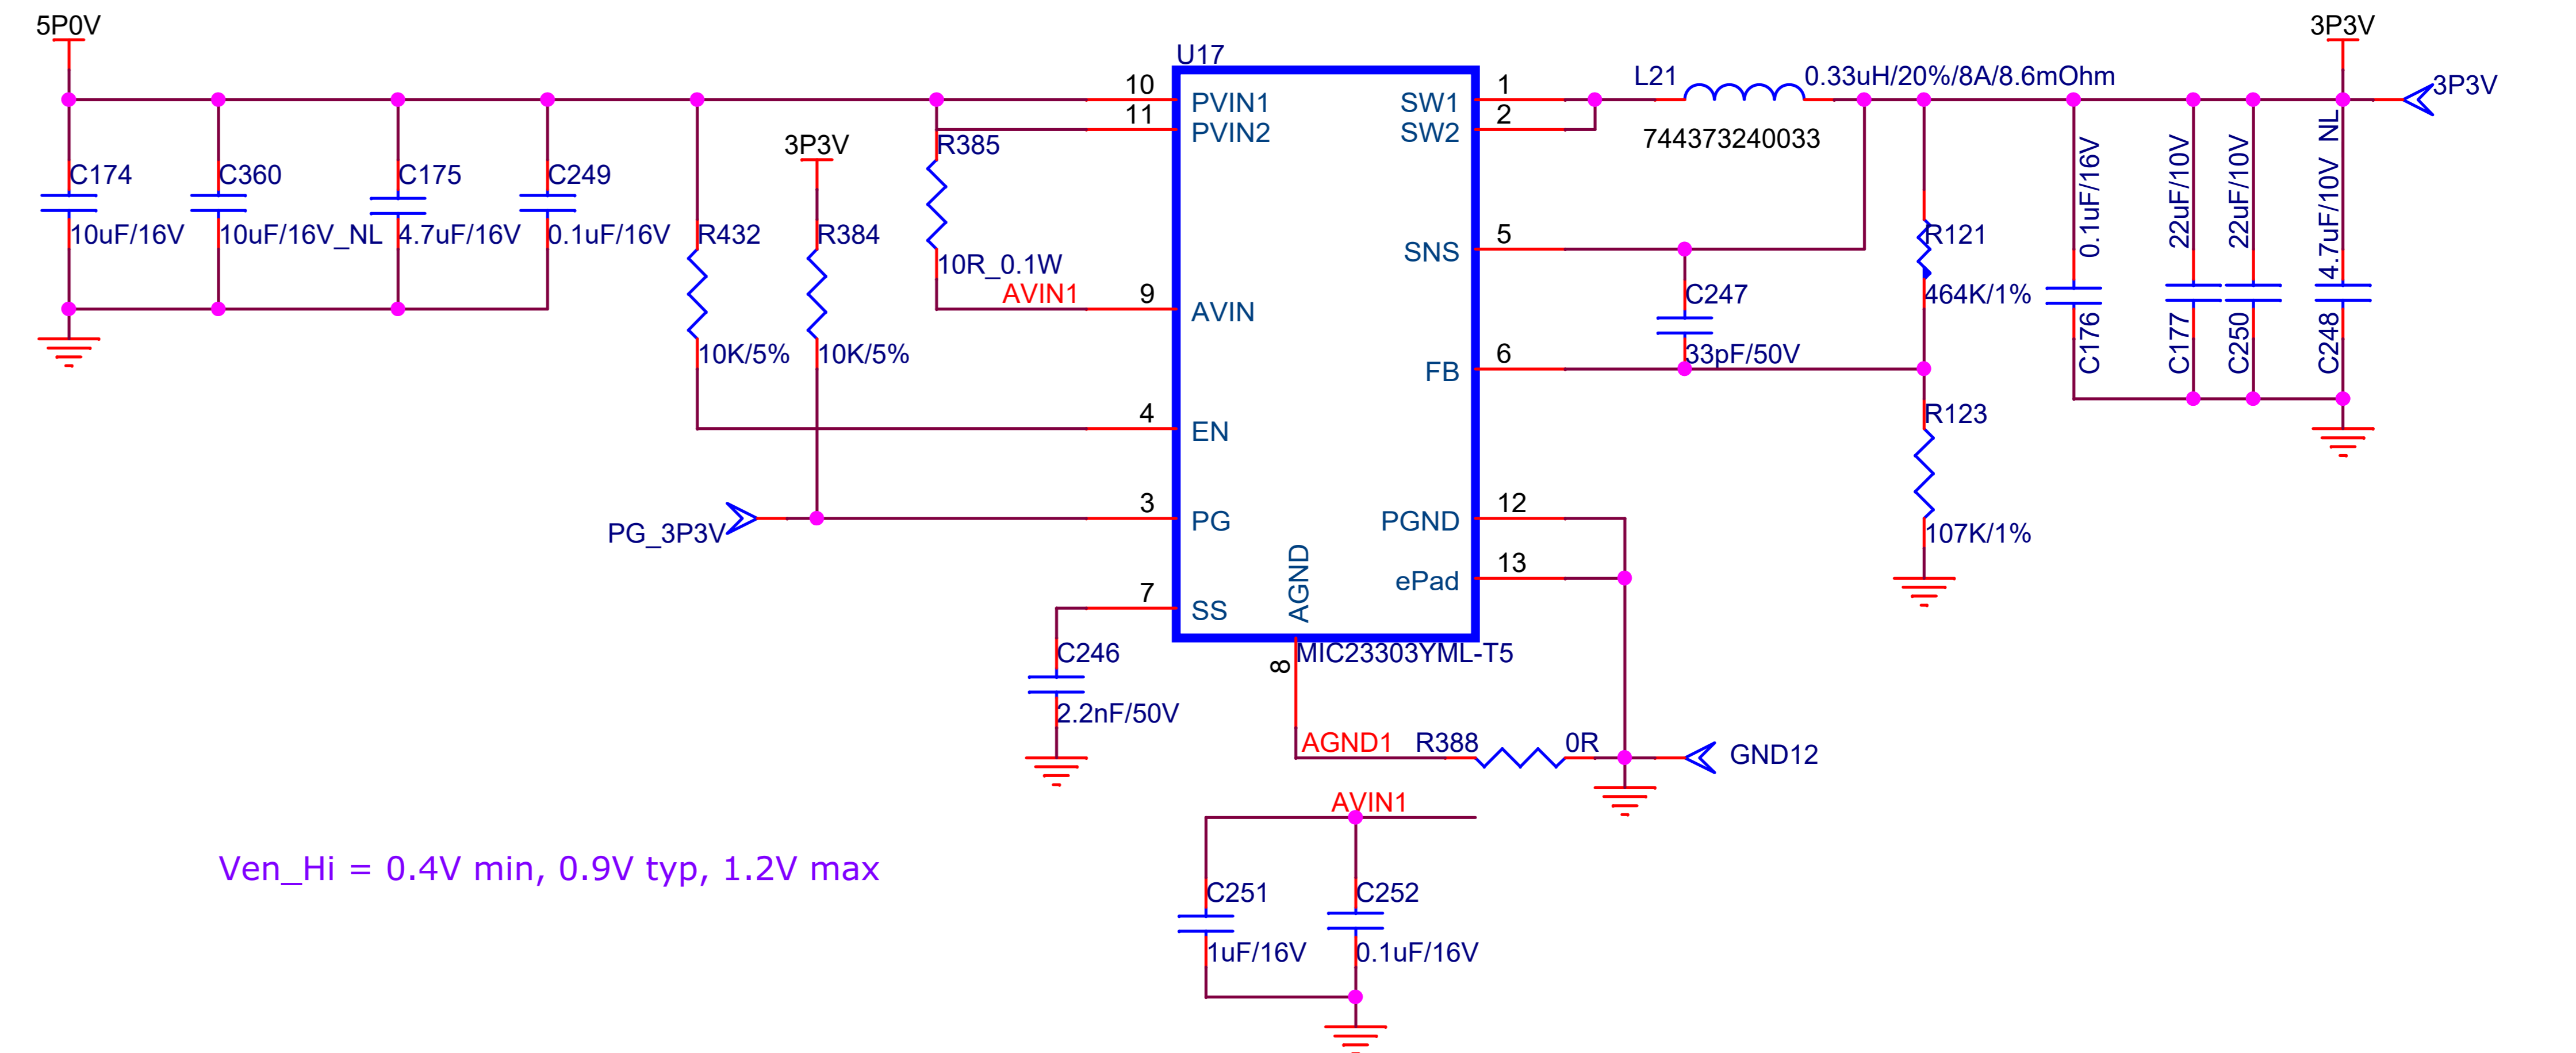 5P0V
3P3V
U17
10
PVIN1
SW1
1
L21
0.33uH/20%/8A/8.6mOhm
3P3V
11
PVIN2
SW2
2
744373240033
3P3V
R385
C174
10uF/16V
C360
10uF/16V_NL
C175
4.7uF/16V
C249
0.1uF/16V
R432
10K/5%
R384
10K/5%
10R_0.1W
AVIN1
9
AVIN
SNS
5
C247
33pF/50V
R121
464K/1%
0.1uF/16V
C176
22uF/10V
C177
22uF/10V
C250
4.7uF/10V NL
C248
FB
6
R123
107K/1%
4
EN
PG_3P3V
3
PG
PGND
12
ePad
13
7
SS
AGND
8
MIC23303YML-T5
C246
2.2nF/50V
AGND1
R388
0R
GND12
AVIN1
C251
1uF/16V
C252
0.1uF/16V
Ven_Hi = 0.4V min, 0.9V typ, 1.2V max